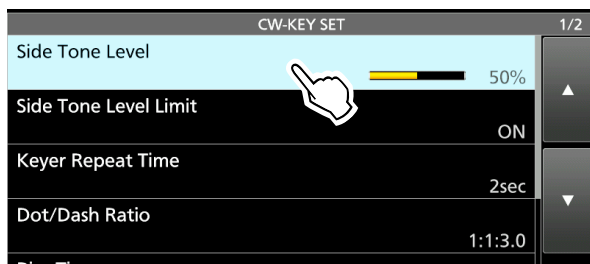 CW-KEY SET 1/2
Side Tone Level
50%
Side Tone Level Limit
ON
Keyer Repeat Time
2sec
Dot/Dash Ratio
1:1:3.0